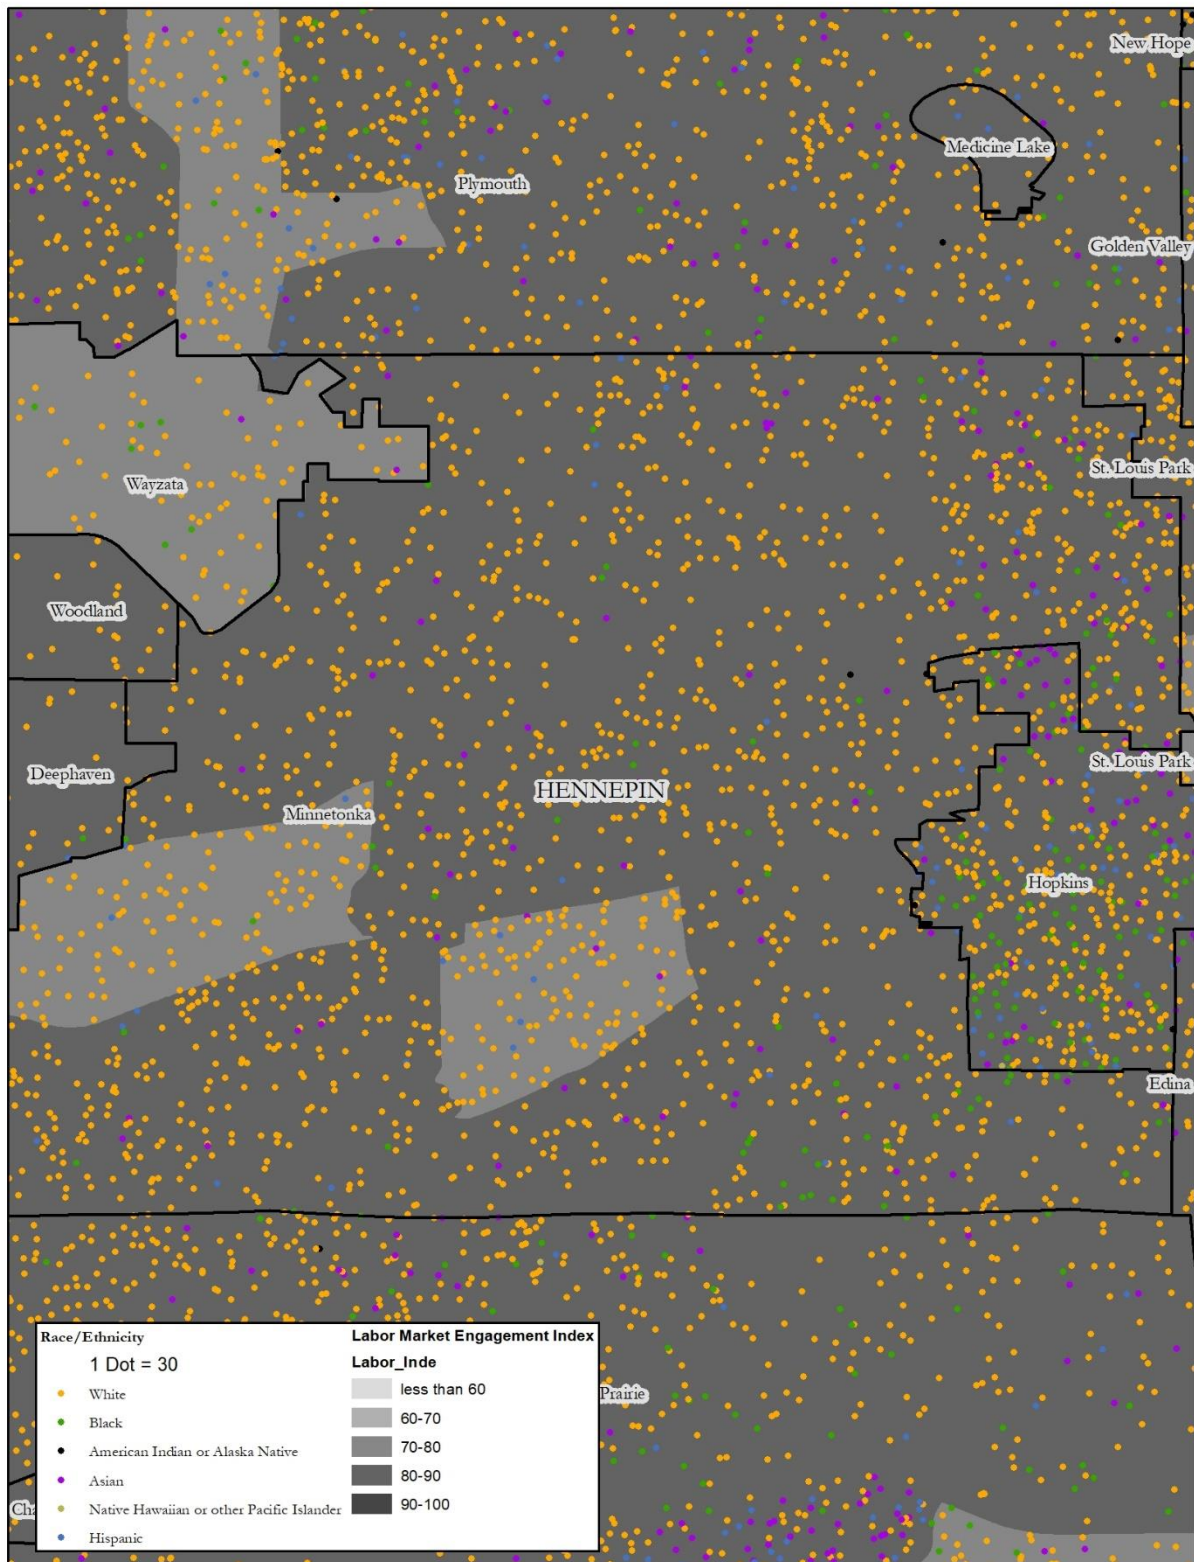 New Hope
Medicine Lake
Plymouth
Golden Valley
St. Louis Park
Wayzata
Woodland
St. Louis Park
Deephaven
HENNEPIN
Minnetonka
Hopkins
Edina
Prairie
Cha
Race/Ethnicity
1 Dot = 30
White
Black
American Indian or Alaska Native
Asian
Native Hawaiian or other Pacific Islander
Hispanic
Labor Market Engagement Index
Labor_Inde
less than 60
60-70
70-80
80-90
90-100